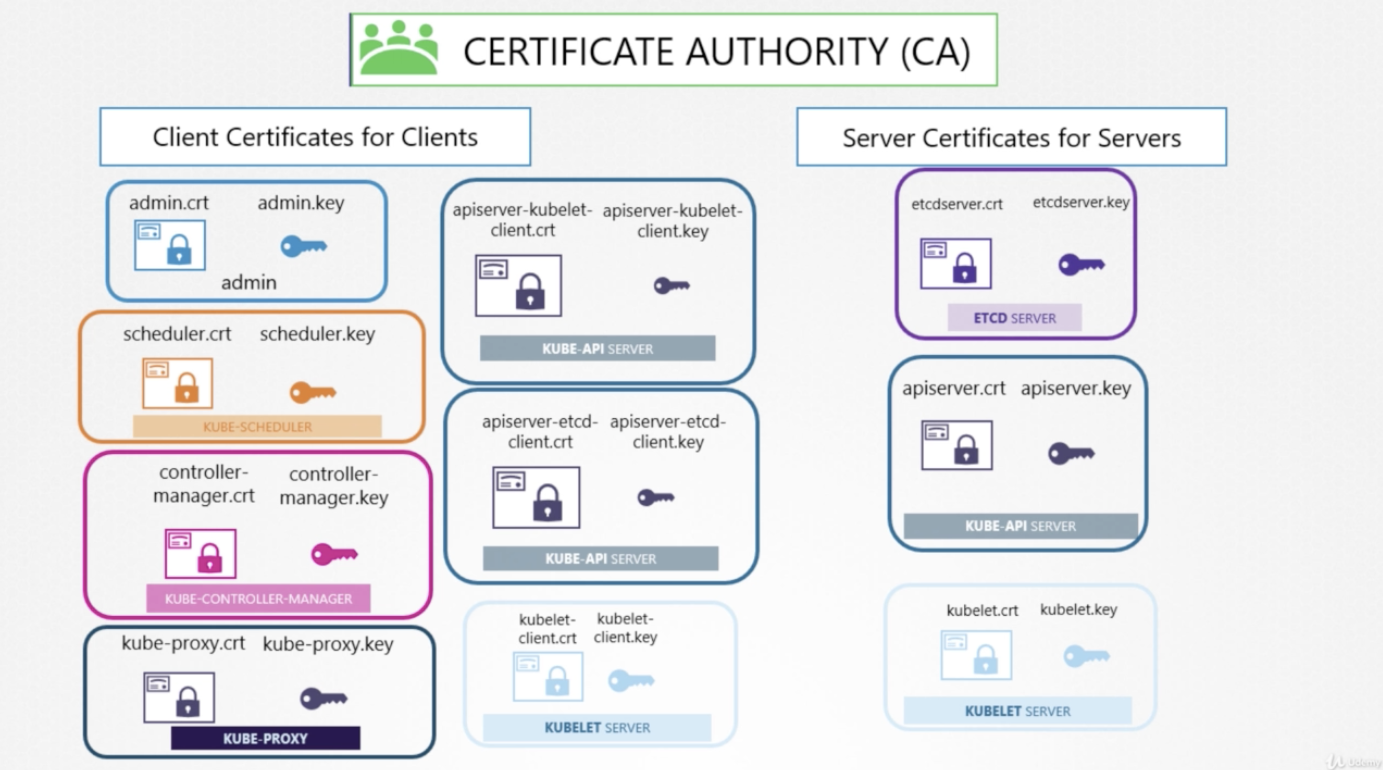 CERTIFICATE AUTHORITY (CA)
Client Certificates for Clients
admin.crt
admin.key
admin
scheduler.crt
scheduler.key
KUBE-SCHEDULER
controller-
manager.crt
controller-
manager.key
KUBE-CONTROLLER-MANAGER
kube-proxy.crt
kube-proxy.key
KUBE-PROXY
apiserver-kubelet-
client.crt
apiserver-kubelet-
client.key
KUBE-API SERVER
apiserver-etcd-
client.crt
apiserver-etcd-
client.key
KUBE-API SERVER
kubelet-
client.crt
kubelet-
client.key
KUBELET SERVER
Server Certificates for Servers
etcdserver.crt
etcdserver.key
ETCD SERVER
apiserver.crt
apiserver.key
KUBE-API SERVER
kubelet.crt
kubelet.key
KUBELET SERVER
Udemy